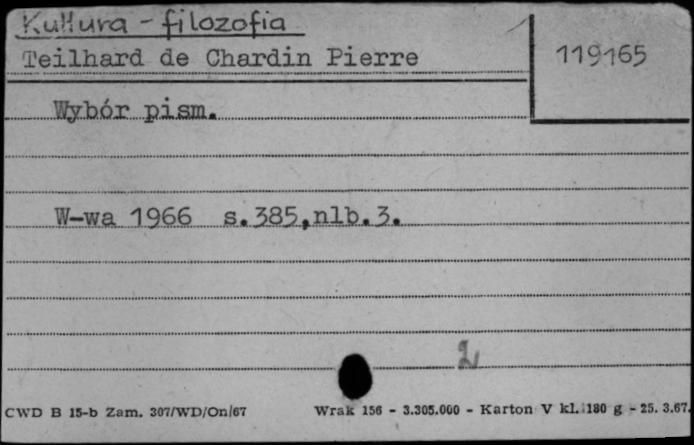 Kultura - filozofia
Teilhard de Chardin Pierre
119165
Wybór pism.
W-wa 1966 s.385,nlb.3.
2
CWD B 15-b Zam. 307/WD/On/67 Wrak 156 - 3.305.000 - Karton V kl. 180 g - 25. 3.67.